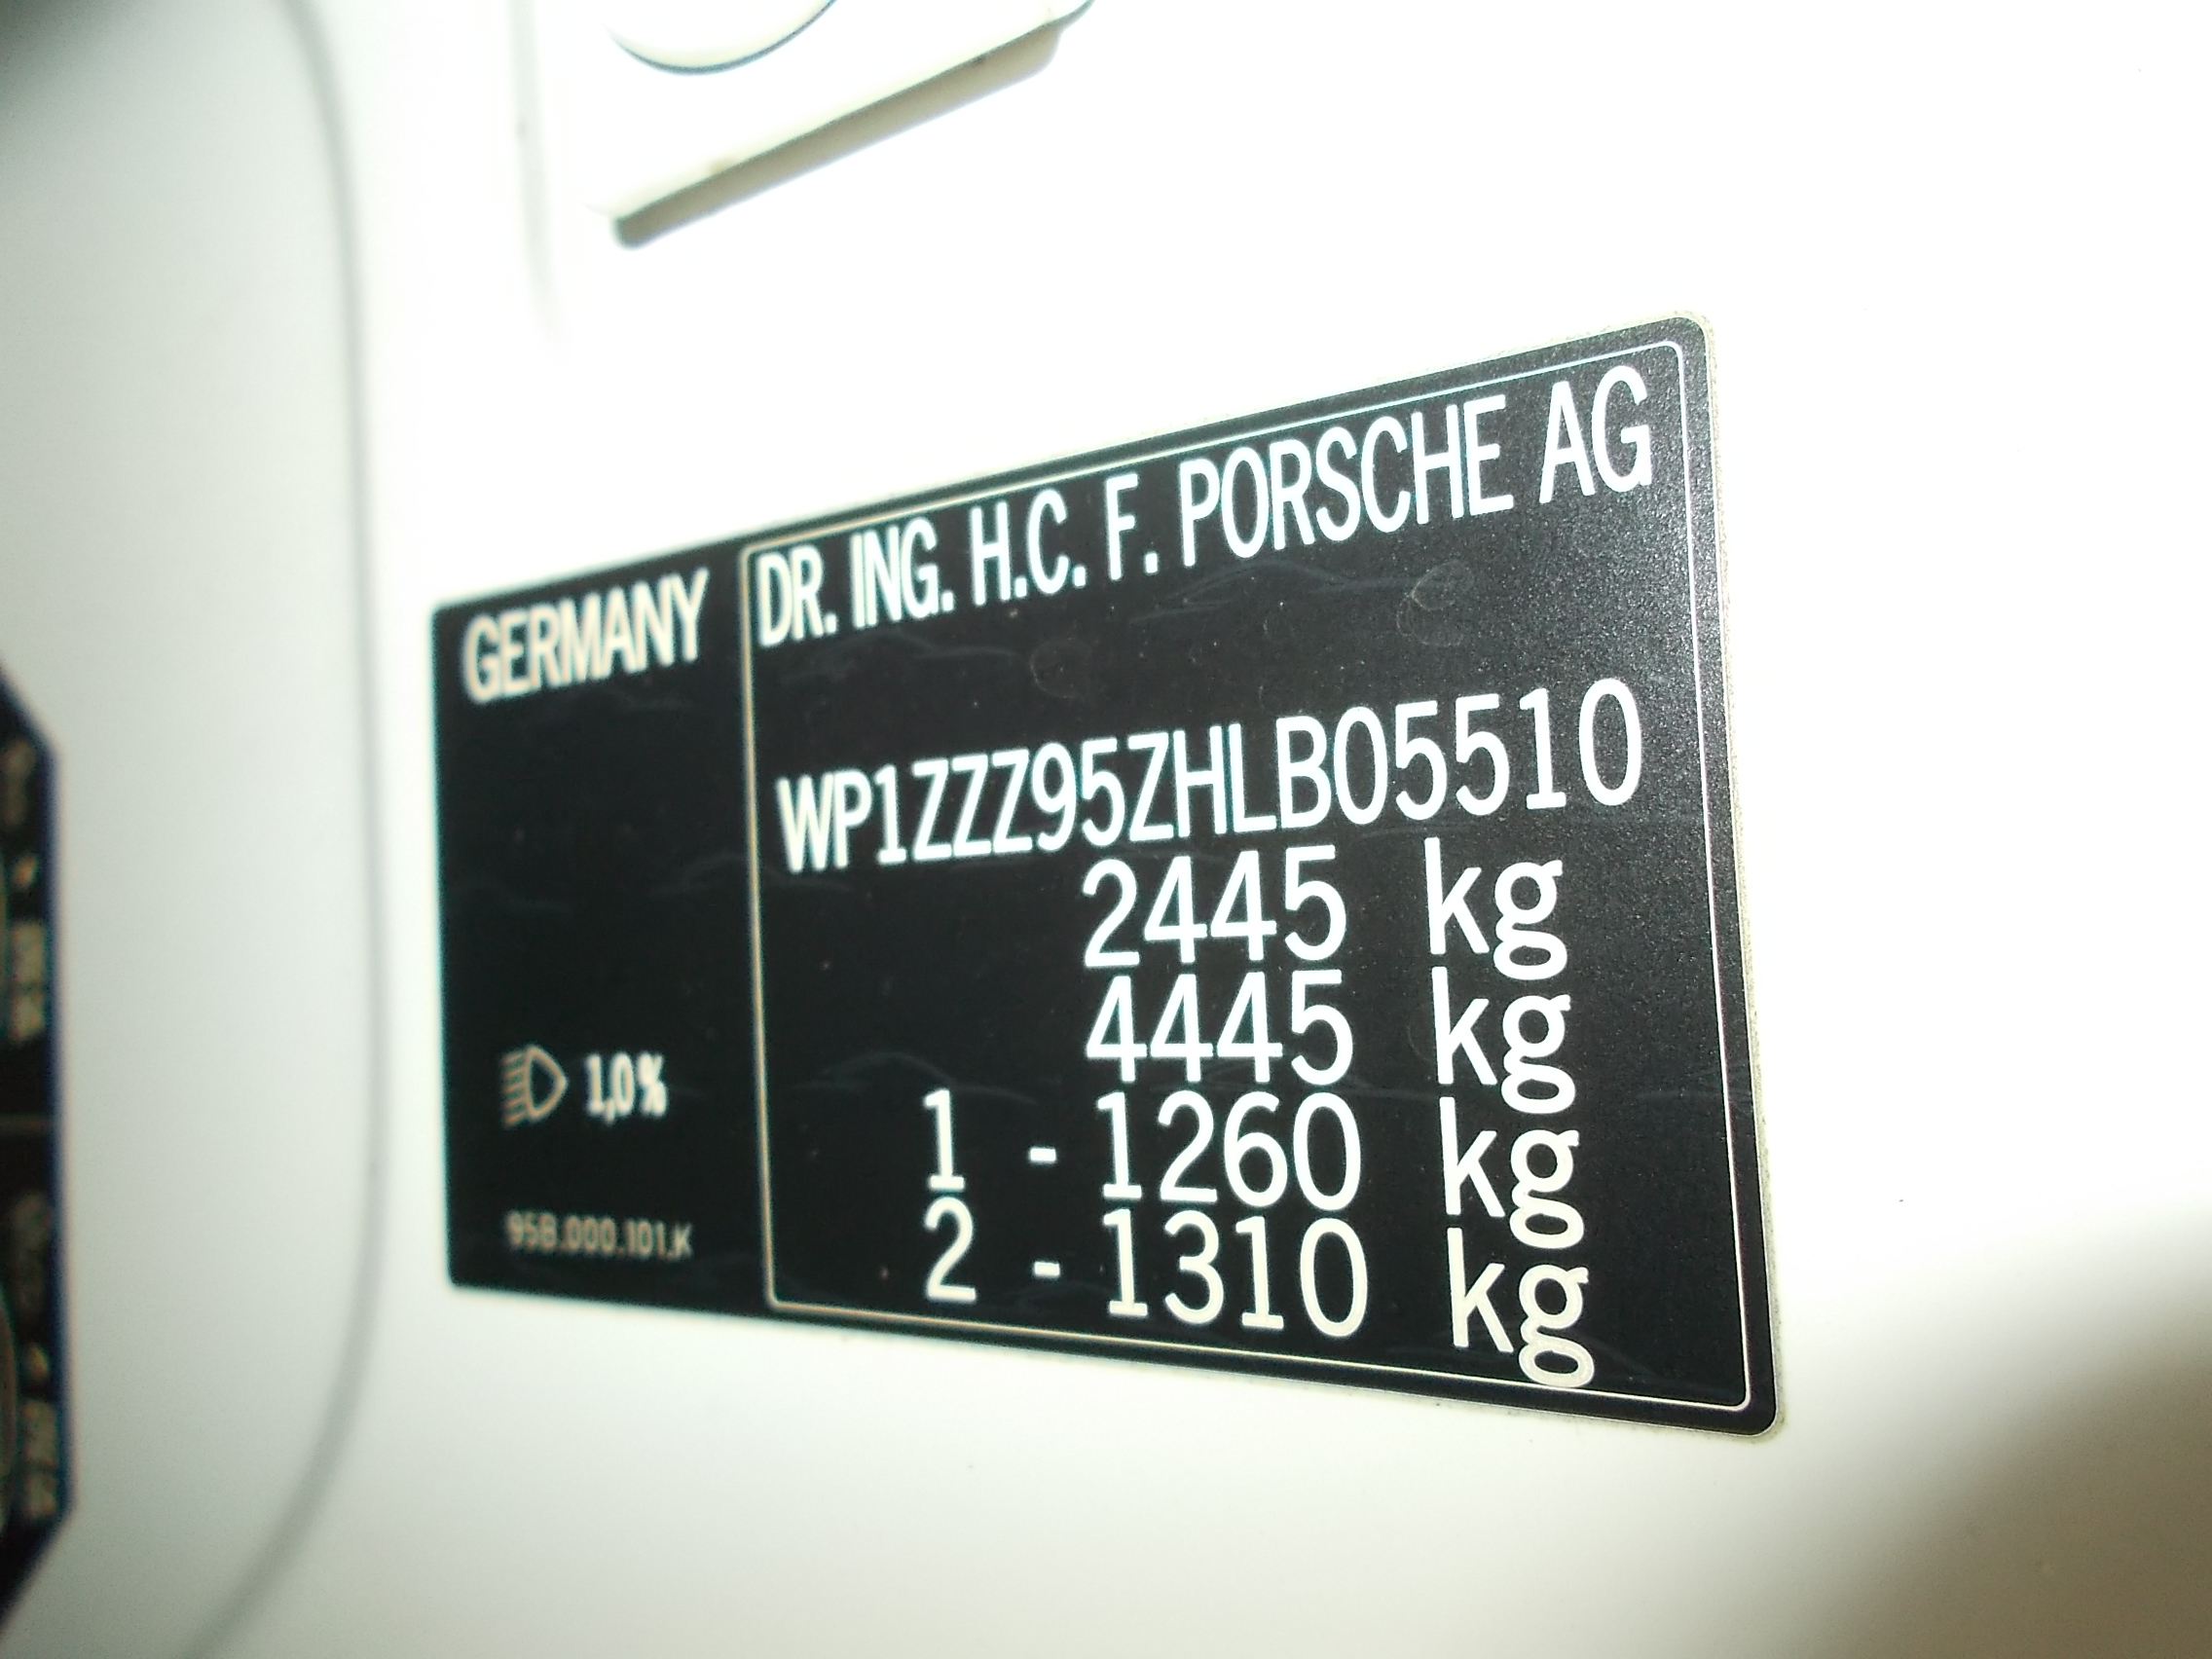 GERMANY
DR. ING. H.C. F. PORSCHE AG
WP1ZZZ95ZHLB05510
2445 kg
4445 kg
1 - 1260 kg
2 - 1310 kg
1,0%
95B.000.101.K